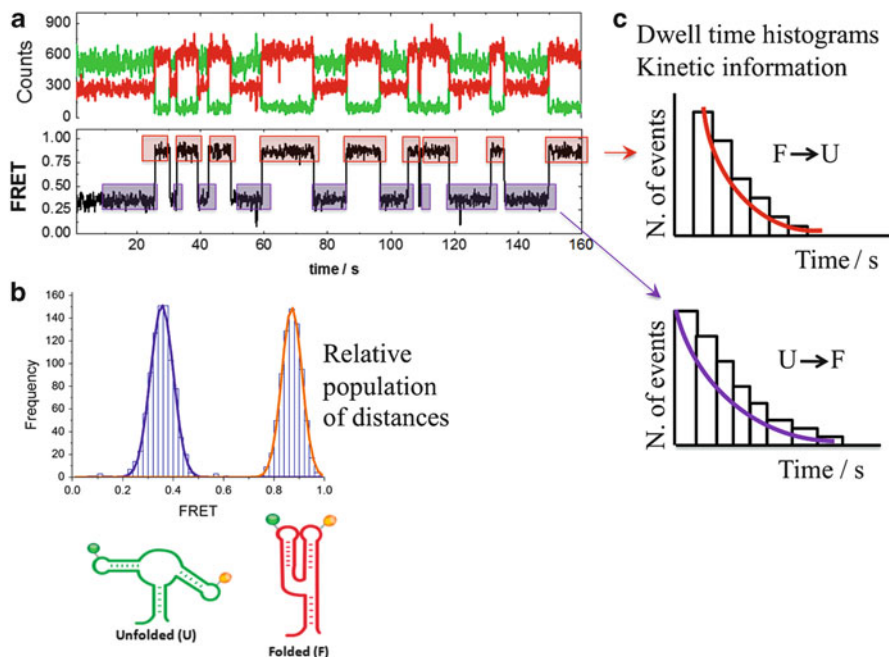 a
900
600
300
0
Counts
1.00
0.75
0.50
0.25
0.00
FRET
20 40 60 80 100 120 140 160
time / s
b
160
140
120
100
80
60
40
20
0
Frequency
0.0 0.2 0.4 0.6 0.8 1.0
FRET
Relative
population
of distances
Unfolded (U)
Folded (F)
c
Dwell time histograms
Kinetic information
N. of events
F→U
Time / s
N. of events
U→F
Time / s